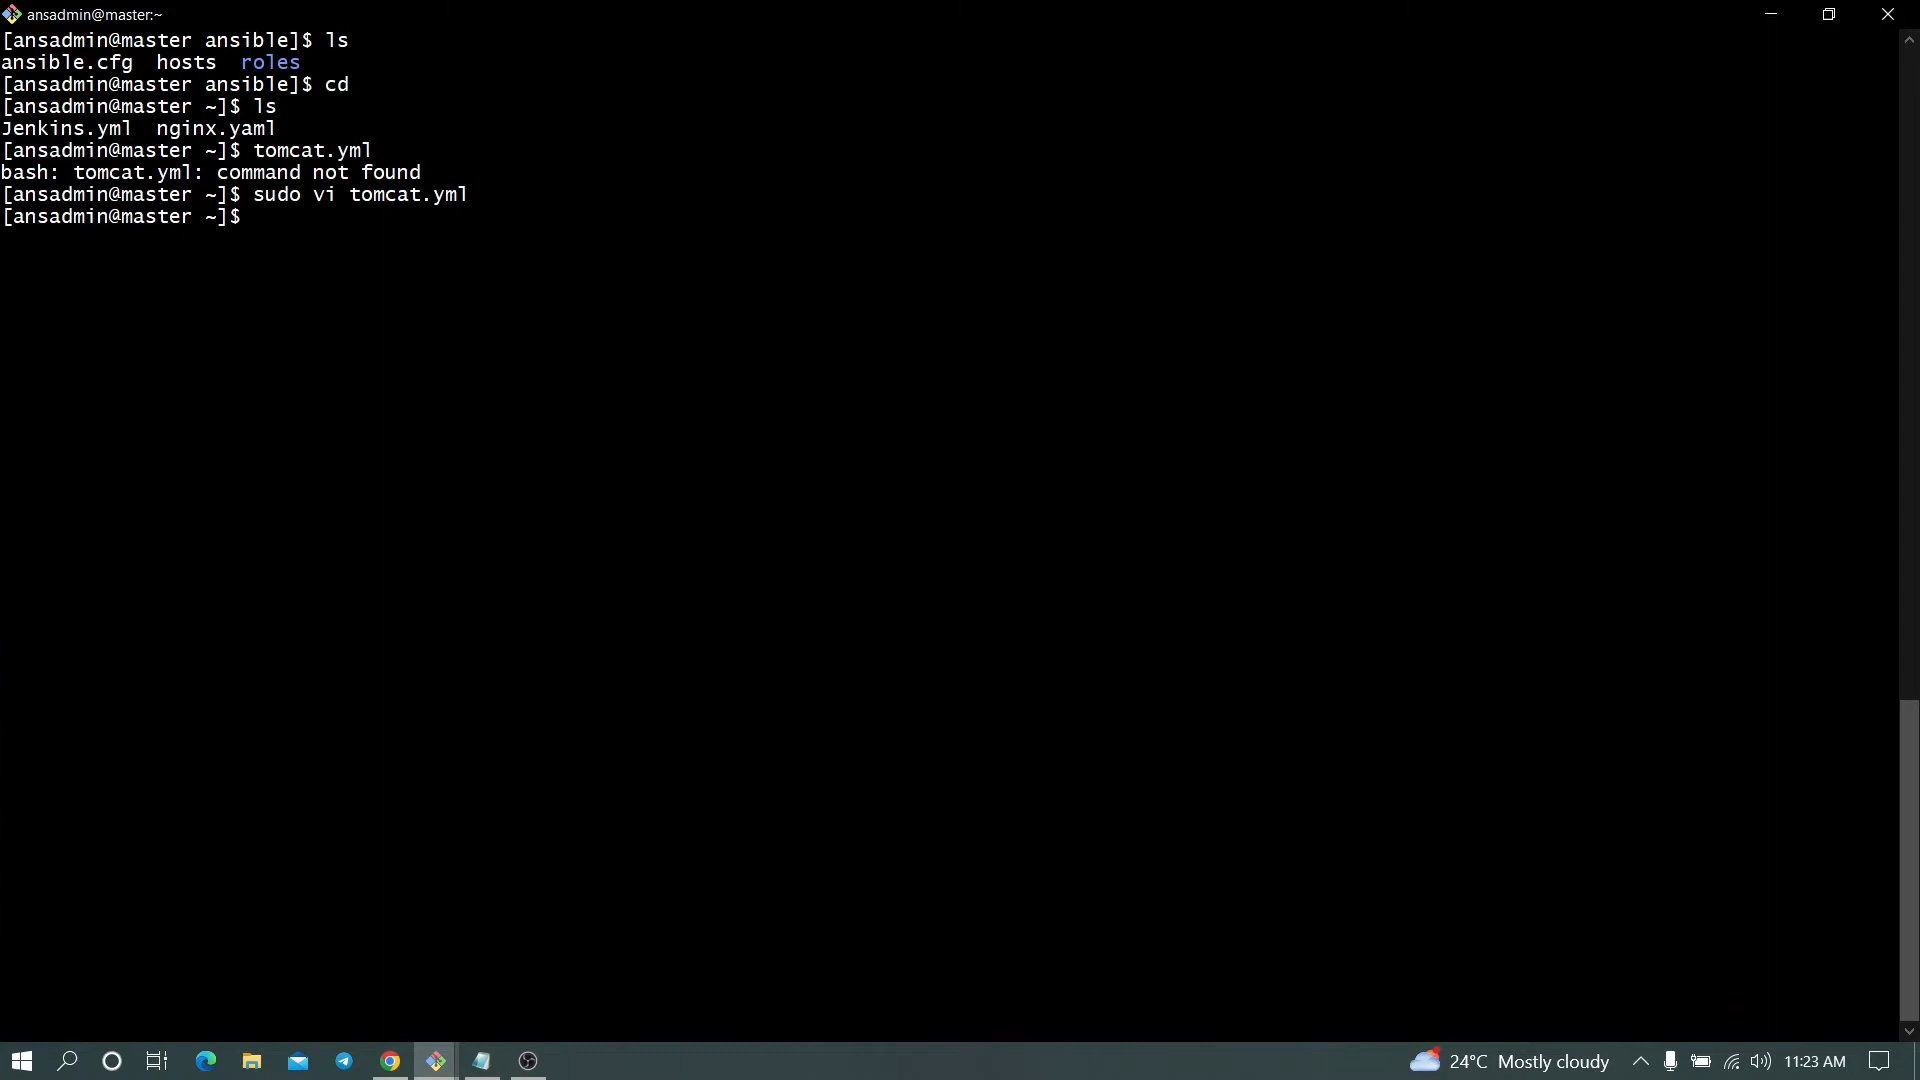 ansadmin@master:~
[ansadmin@master ansible]$ ls
ansible.cfg  hosts  roles
[ansadmin@master ansible]$ cd
[ansadmin@master ~]$ ls
Jenkins.yml  nginx.yaml
[ansadmin@master ~]$ tomcat.yml
bash: tomcat.yml: command not found
[ansadmin@master ~]$ sudo vi tomcat.yml
[ansadmin@master ~]$
24°C  Mostly cloudy  11:23 AM